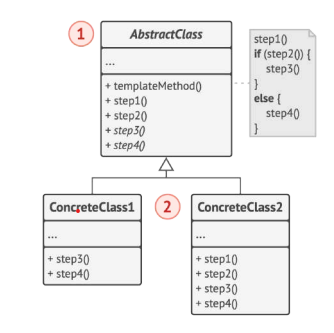 1
AbstractClass
...
+ templateMethod()
+ step1()
+ step2()
+ step3()
+ step4()
step1()
if (step2()) {
step3()
}
else {
step4()
}
ConcreteClass1
...
+ step3()
+ step4()
2
ConcreteClass2
...
+ step1()
+ step2()
+ step3()
+ step4()